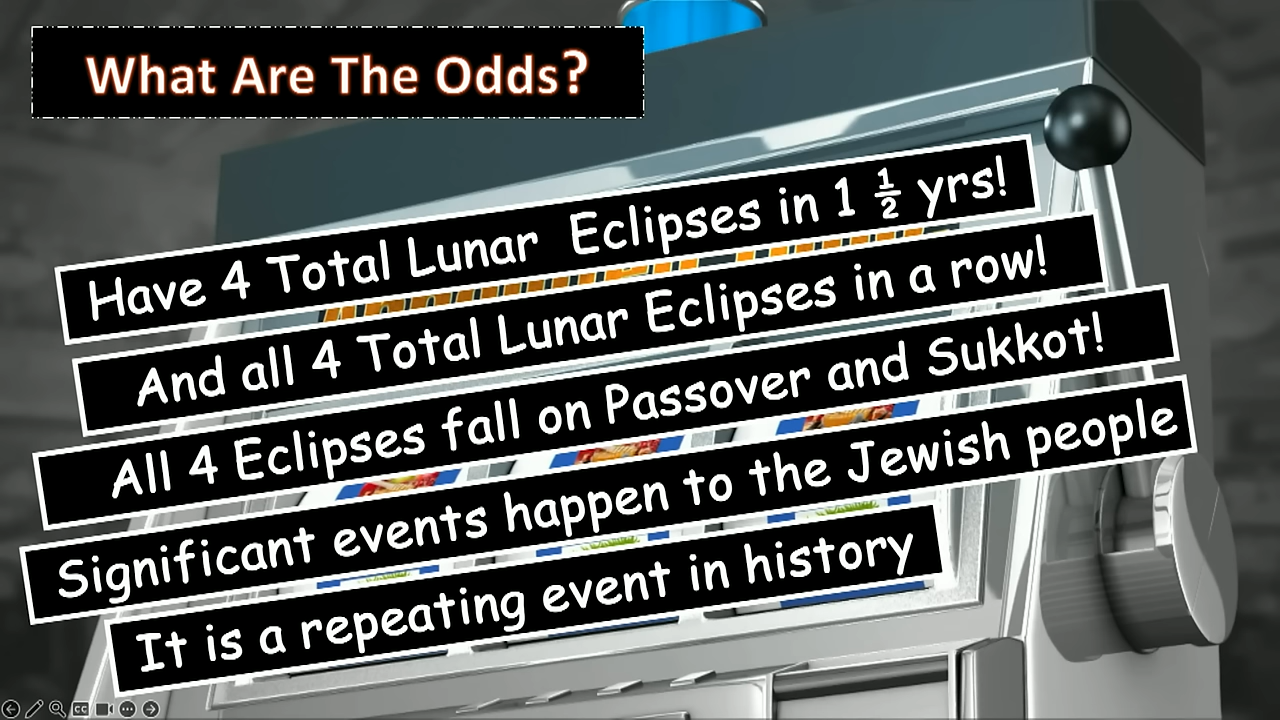 What Are The Odds?
Have 4 Total Lunar Eclipses in 1 ½ yrs!
And all 4 Total Lunar Eclipses in a row!
All 4 Eclipses fall on Passover and Sukkot!
Significant events happen to the Jewish people
It is a repeating event in history
CC